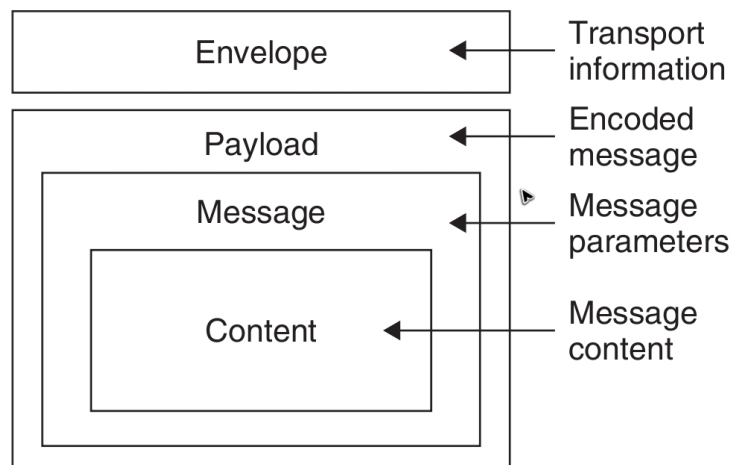 Envelope
Transport
information
Payload
Encoded
message
Message
Message
parameters
Content
Message
content